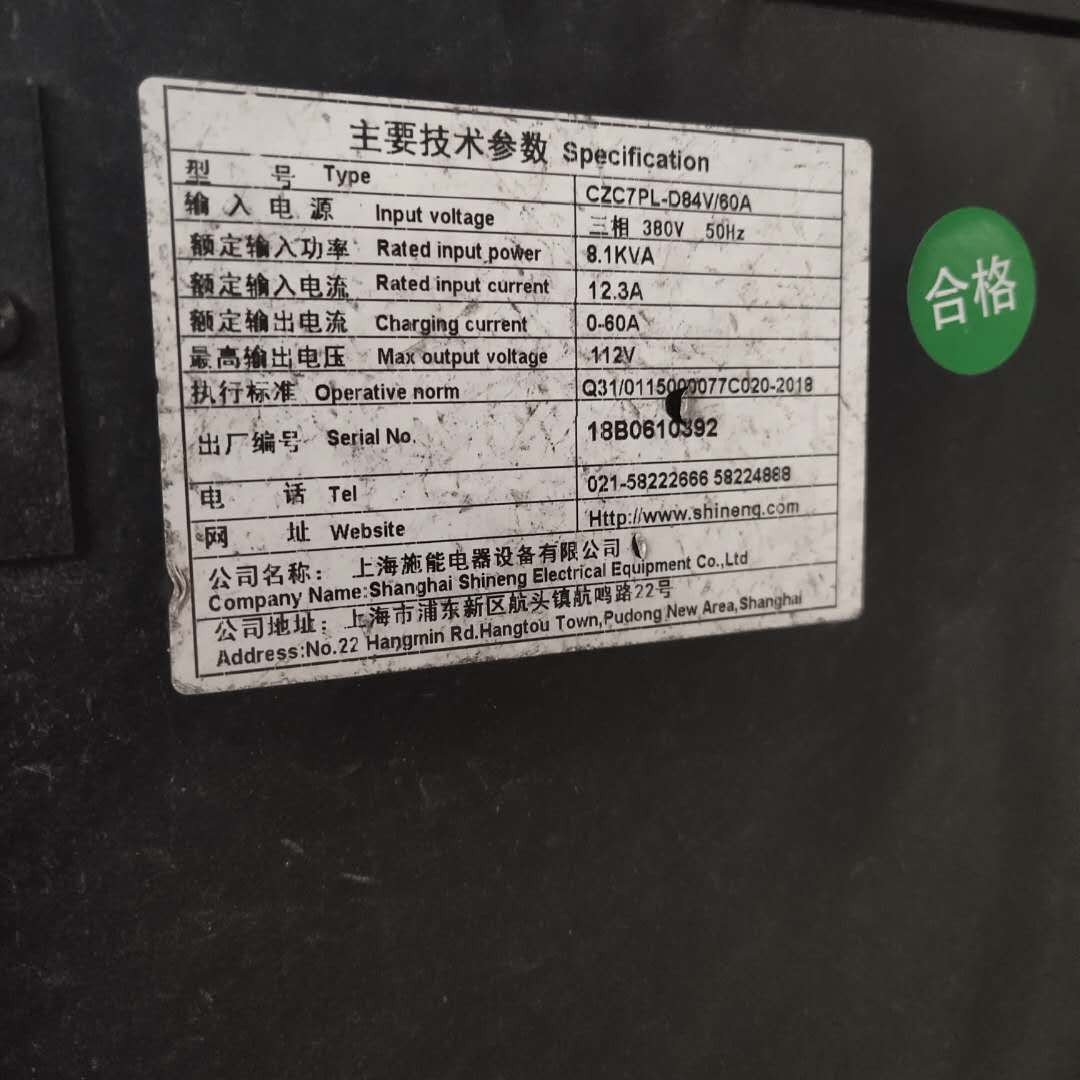 主要技术参数 Specification
型 号 Type CZC7PL-D84V/60A
输入电源 Input voltage 三相 380V 50Hz
额定输入功率 Rated input power 8.1KVA
额定输入电流 Rated input current 12.3A
额定输出电流 Charging current 0-60A
最高输出电压 Max output voltage 112V
执行标准 Operative norm Q31/0115000077C020-2018
出厂编号 Serial No. 18B0610392
电 话 Tel 021-58222666 58224888
网 址 Website Http://www.shinenq.com
公司名称：上海施能电器设备有限公司
Company Name:Shanghai Shineng Electrical Equipment Co.,Ltd
公司地址：上海市浦东新区航头镇航鸣路22号
Address:No.22 Hangmin Rd.Hangtou Town,Pudong New Area,Shanghai
合格